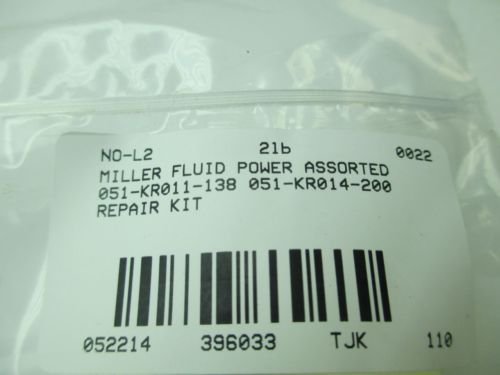 NO-L2 2lb 0022
MILLER FLUID POWER ASSORTED
051-KR011-138 051-KR014-200
REPAIR KIT
052214 396033 TJK 110